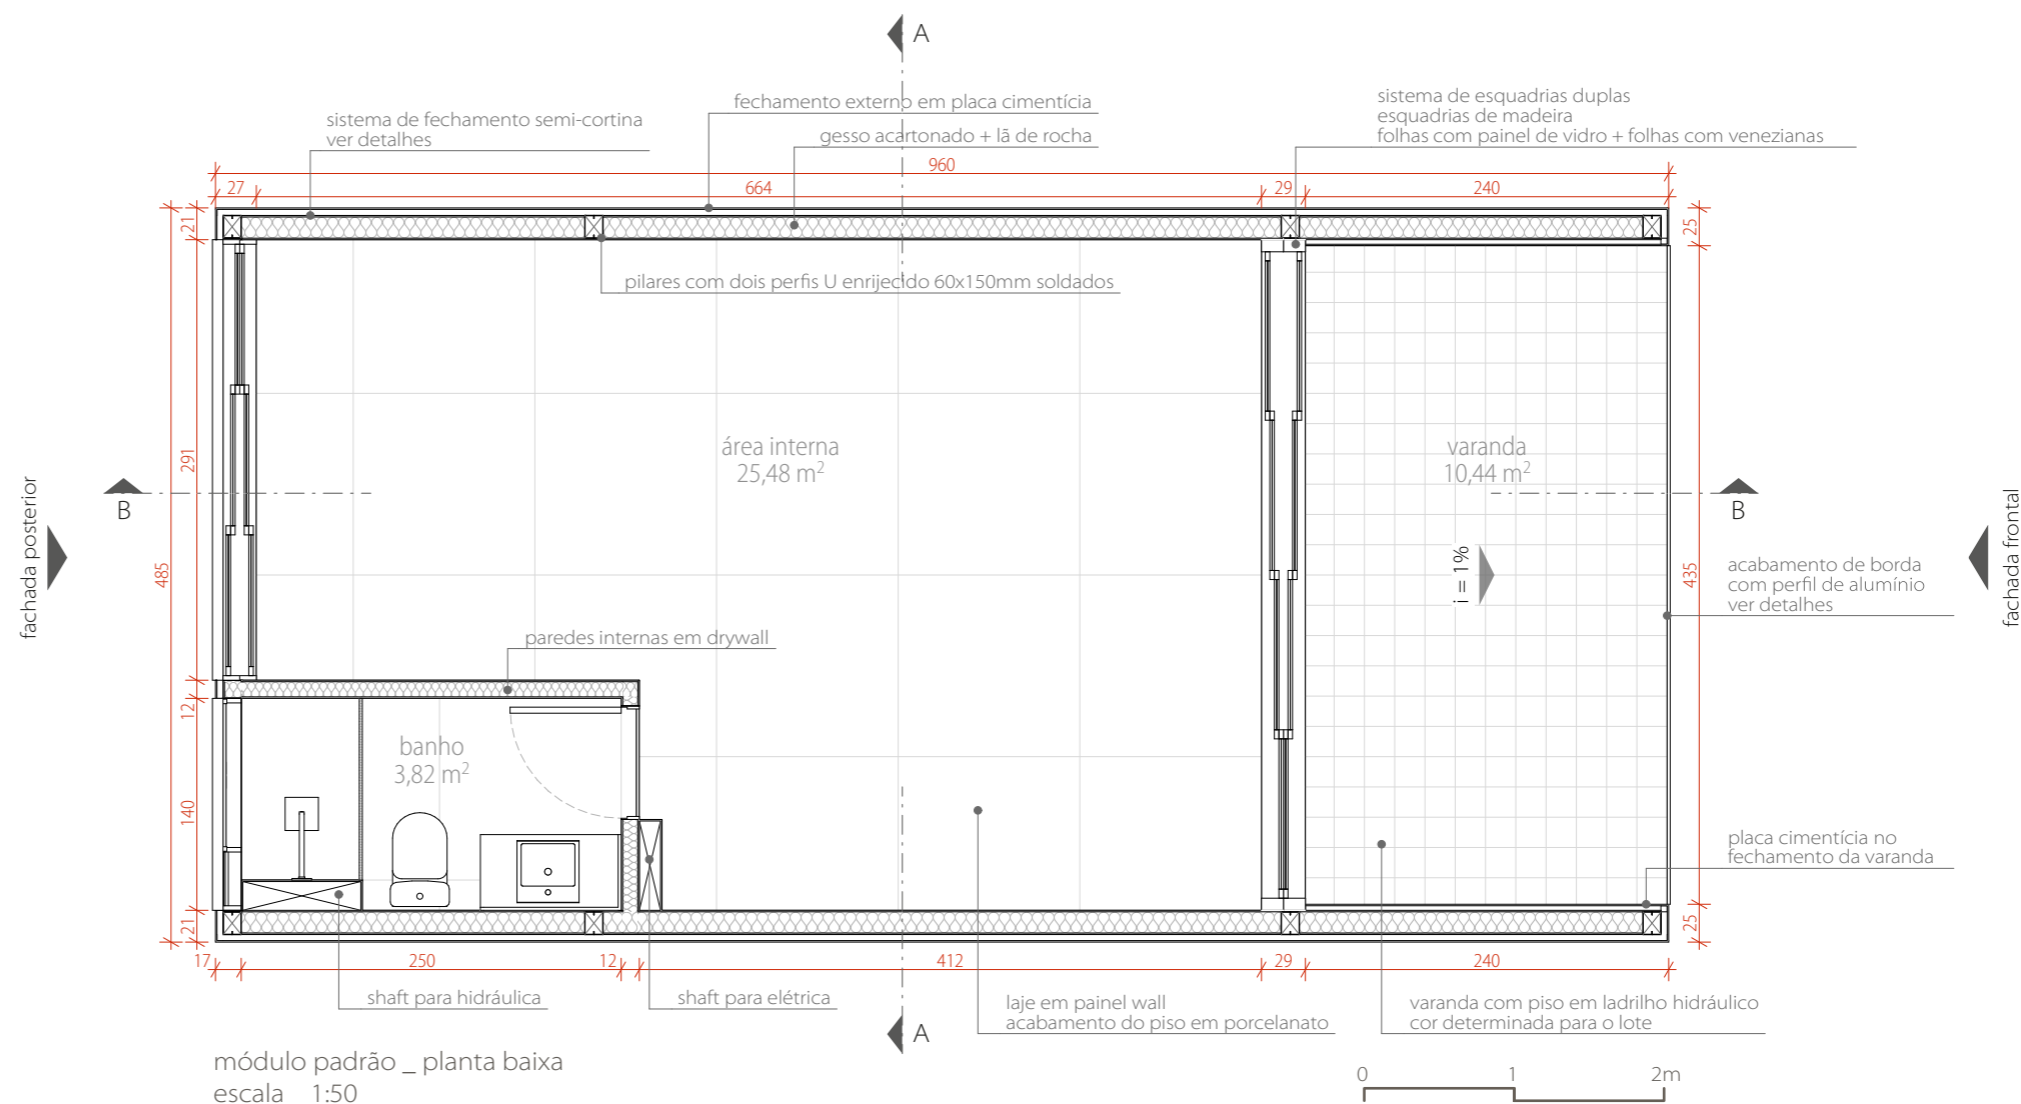 A
fechamento externo em placa cimentícia
sistema de esquadrias duplas
esquadrias de madeira
folhas com painel de vidro + folhas com venezianas
sistema de fechamento semi-cortina
ver detalhes
gesso acartonado + lã de rocha
960
27
664
29
240
21
25
pilares com dois perfis U enrijecido 60x150mm soldados
área interna
25,48 m²
varanda
10,44 m²
291
B
B
fachada posterior
fachada frontal
485
435
i = 1%
acabamento de borda
com perfil de alumínio
ver detalhes
paredes internas em drywall
12
banho
3,82 m²
140
placa cimentícia no
fechamento da varanda
21
25
17
250
12
412
29
240
shaft para hidráulica
shaft para elétrica
laje em painel wall
acabamento do piso em porcelanato
varanda com piso em ladrilho hidráulico
cor determinada para o lote
A
módulo padrão _ planta baixa
escala 1:50
0 1 2m